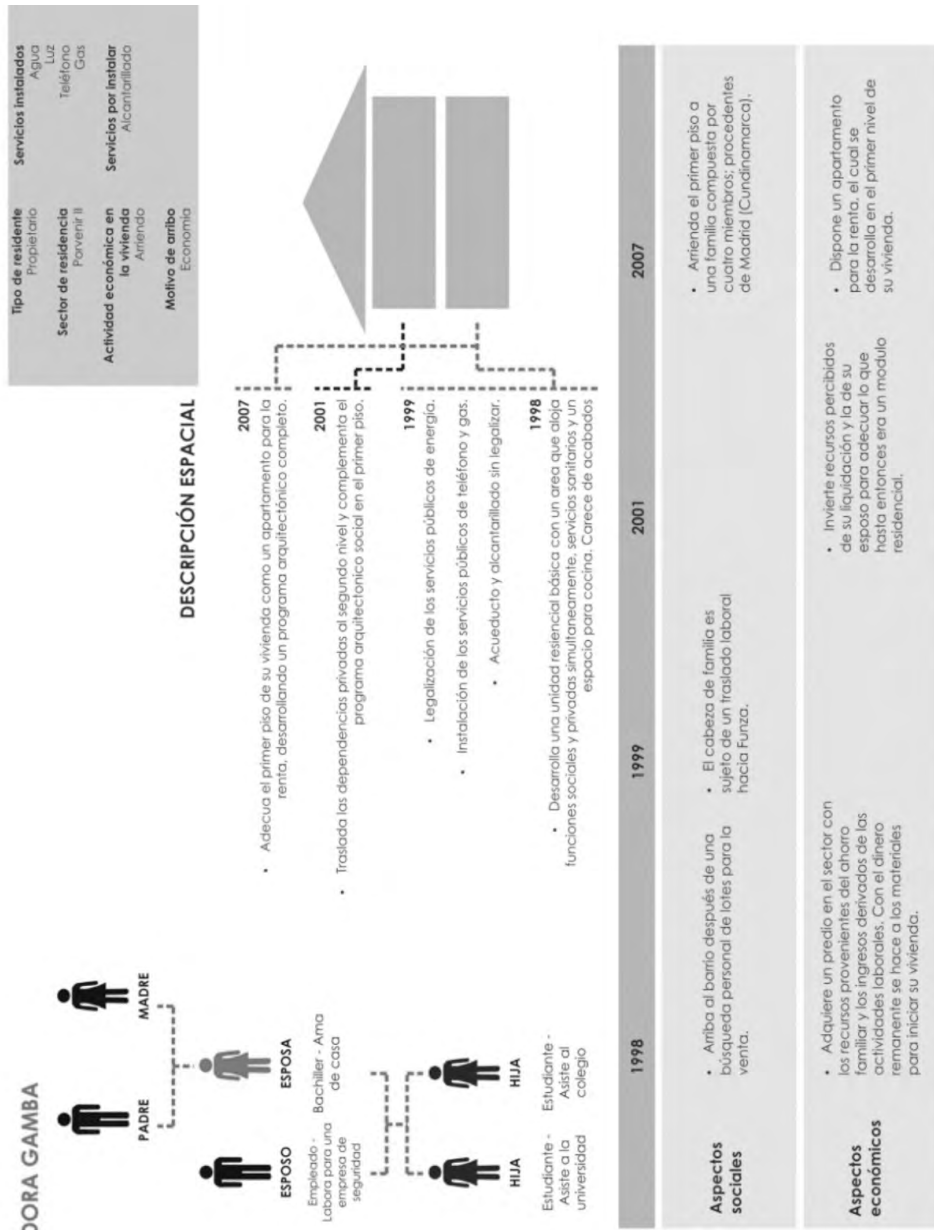 DORA GAMBA
PADRE
MADRE
ESPOSO
Empleado -
Labora para una
empresa de
seguridad
ESPOSA
Bachiller - Ama
de casa
HIJA
Estudiante -
Asiste a la
universidad
HIJA
Estudiante -
Asiste al
colegio
Tipo de residente
Propietario
Sector de residencia
Porvenir II
Actividad económica en
la vivienda
Arriendo
Motivo de arribo
Economía
Servicios instalados
Agua
Luz
Teléfono
Gas
Servicios por instalar
Alcantarillado
DESCRIPCIÓN ESPACIAL
2007
• Adecua el primer piso de su vivienda como un apartamento para la
renta, desarrollando un programa arquitectónico completo.
2001
• Traslada las dependencias privadas al segundo nivel y complementa el
programa arquitectonico social en el primer piso.
1999
• Legalización de los servicios públicos de energía.
• Instalación de los servicios públicos de teléfono y gas.
• Acueducto y alcantarillado sin legalizar.
1998
• Desarrolla una unidad resiencial básica con un area que aloja
funciones sociales y privadas simultaneamente, servicios sanitarios y un
espacio para cocina. Carece de acabados
1998
1999
2001
2007
Aspectos
sociales
• Arriba al barrio después de una
búsqueda personal de lotes para la
venta.
• El cabeza de familia es
sujeto de un traslado laboral
hacia Funza.
• Arrienda el primer piso a
una familia compuesta por
cuatro miembros; procedentes
de Madrid (Cundinamarca).
Aspectos
económicos
• Adquiere un predio en el sector con
los recursos provenientes del ahorro
familiar y los ingresos derivados de las
actividades laborales. Con el dinero
remanente se hace a los materiales
para iniciar su vivienda.
• Invierte recursos percibidos
de su liquidación y la de su
esposo para adecuar lo que
hasta entonces era un modulo
residencial.
• Dispone un apartamento
para la renta, el cual se
desarrolla en el primer nivel de
su vivienda.